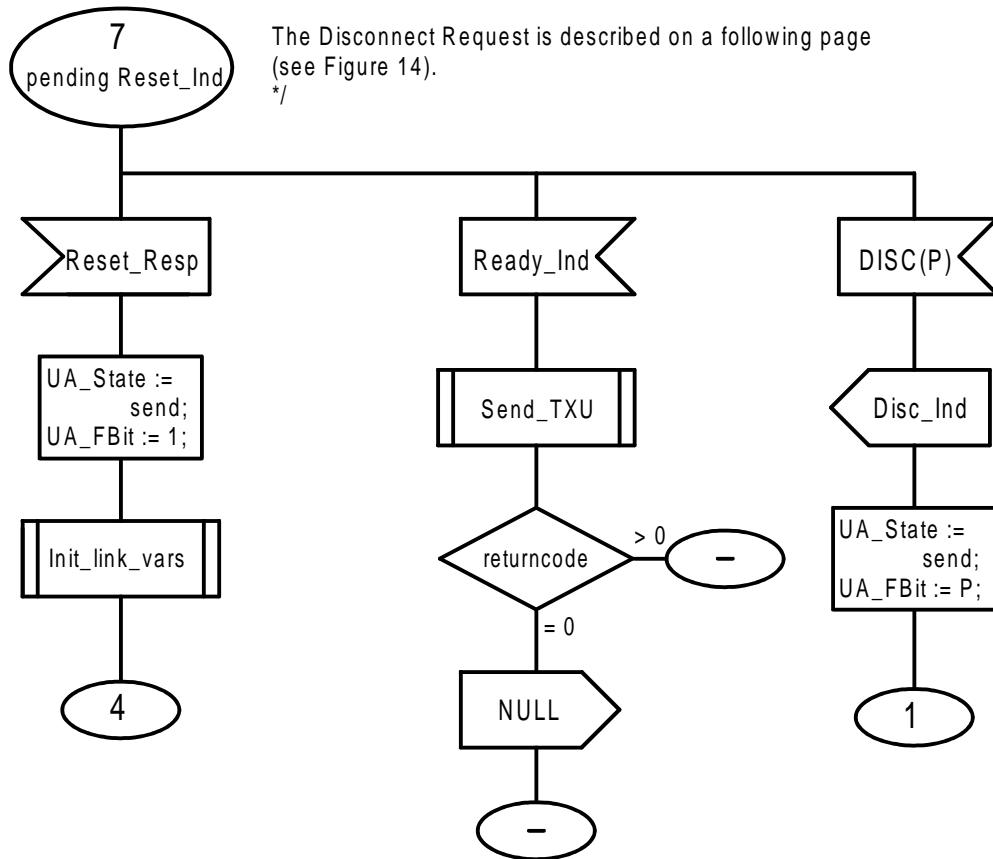 7
pending Reset_Ind
The Disconnect Request is described on a following page
(see Figure 14).
*/
Reset_Resp
UA_State :=
send;
UA_FBit := 1;
Init_link_vars
4
Ready_Ind
Send_TXU
returncode
> 0
–
= 0
NULL
–
DISC(P)
Disc_Ind
UA_State :=
send;
UA_FBit := P;
1